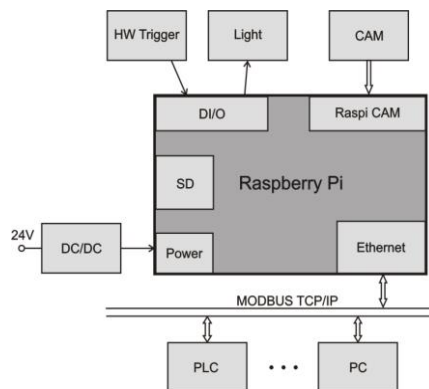 HW Trigger
Light
CAM
DI/O
Raspi CAM
SD
Raspberry Pi
24V
DC/DC
Power
Ethernet
MODBUS TCP/IP
PLC
• • •
PC